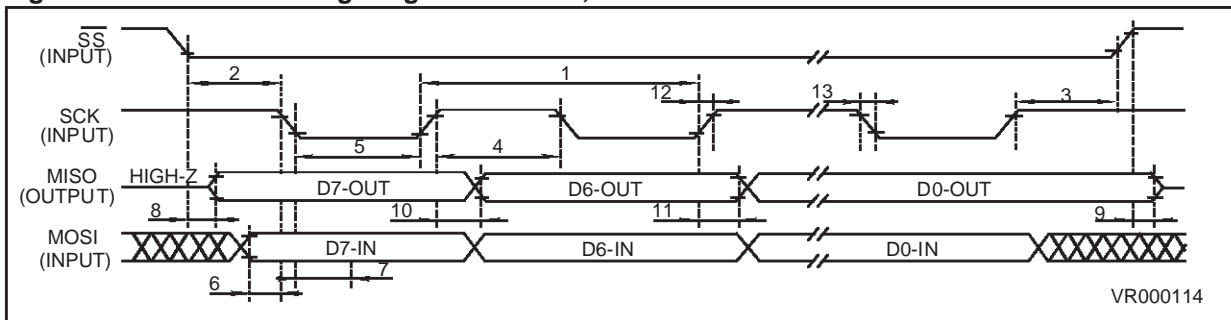 SS
(INPUT)
2
1
12
13
3
SCK
(INPUT)
5
4
MISO
(OUTPUT)
HIGH-Z
D7-OUT
D6-OUT
D0-OUT
8
10
11
9
MOSI
(INPUT)
D7-IN
D6-IN
D0-IN
6
7
VR000114